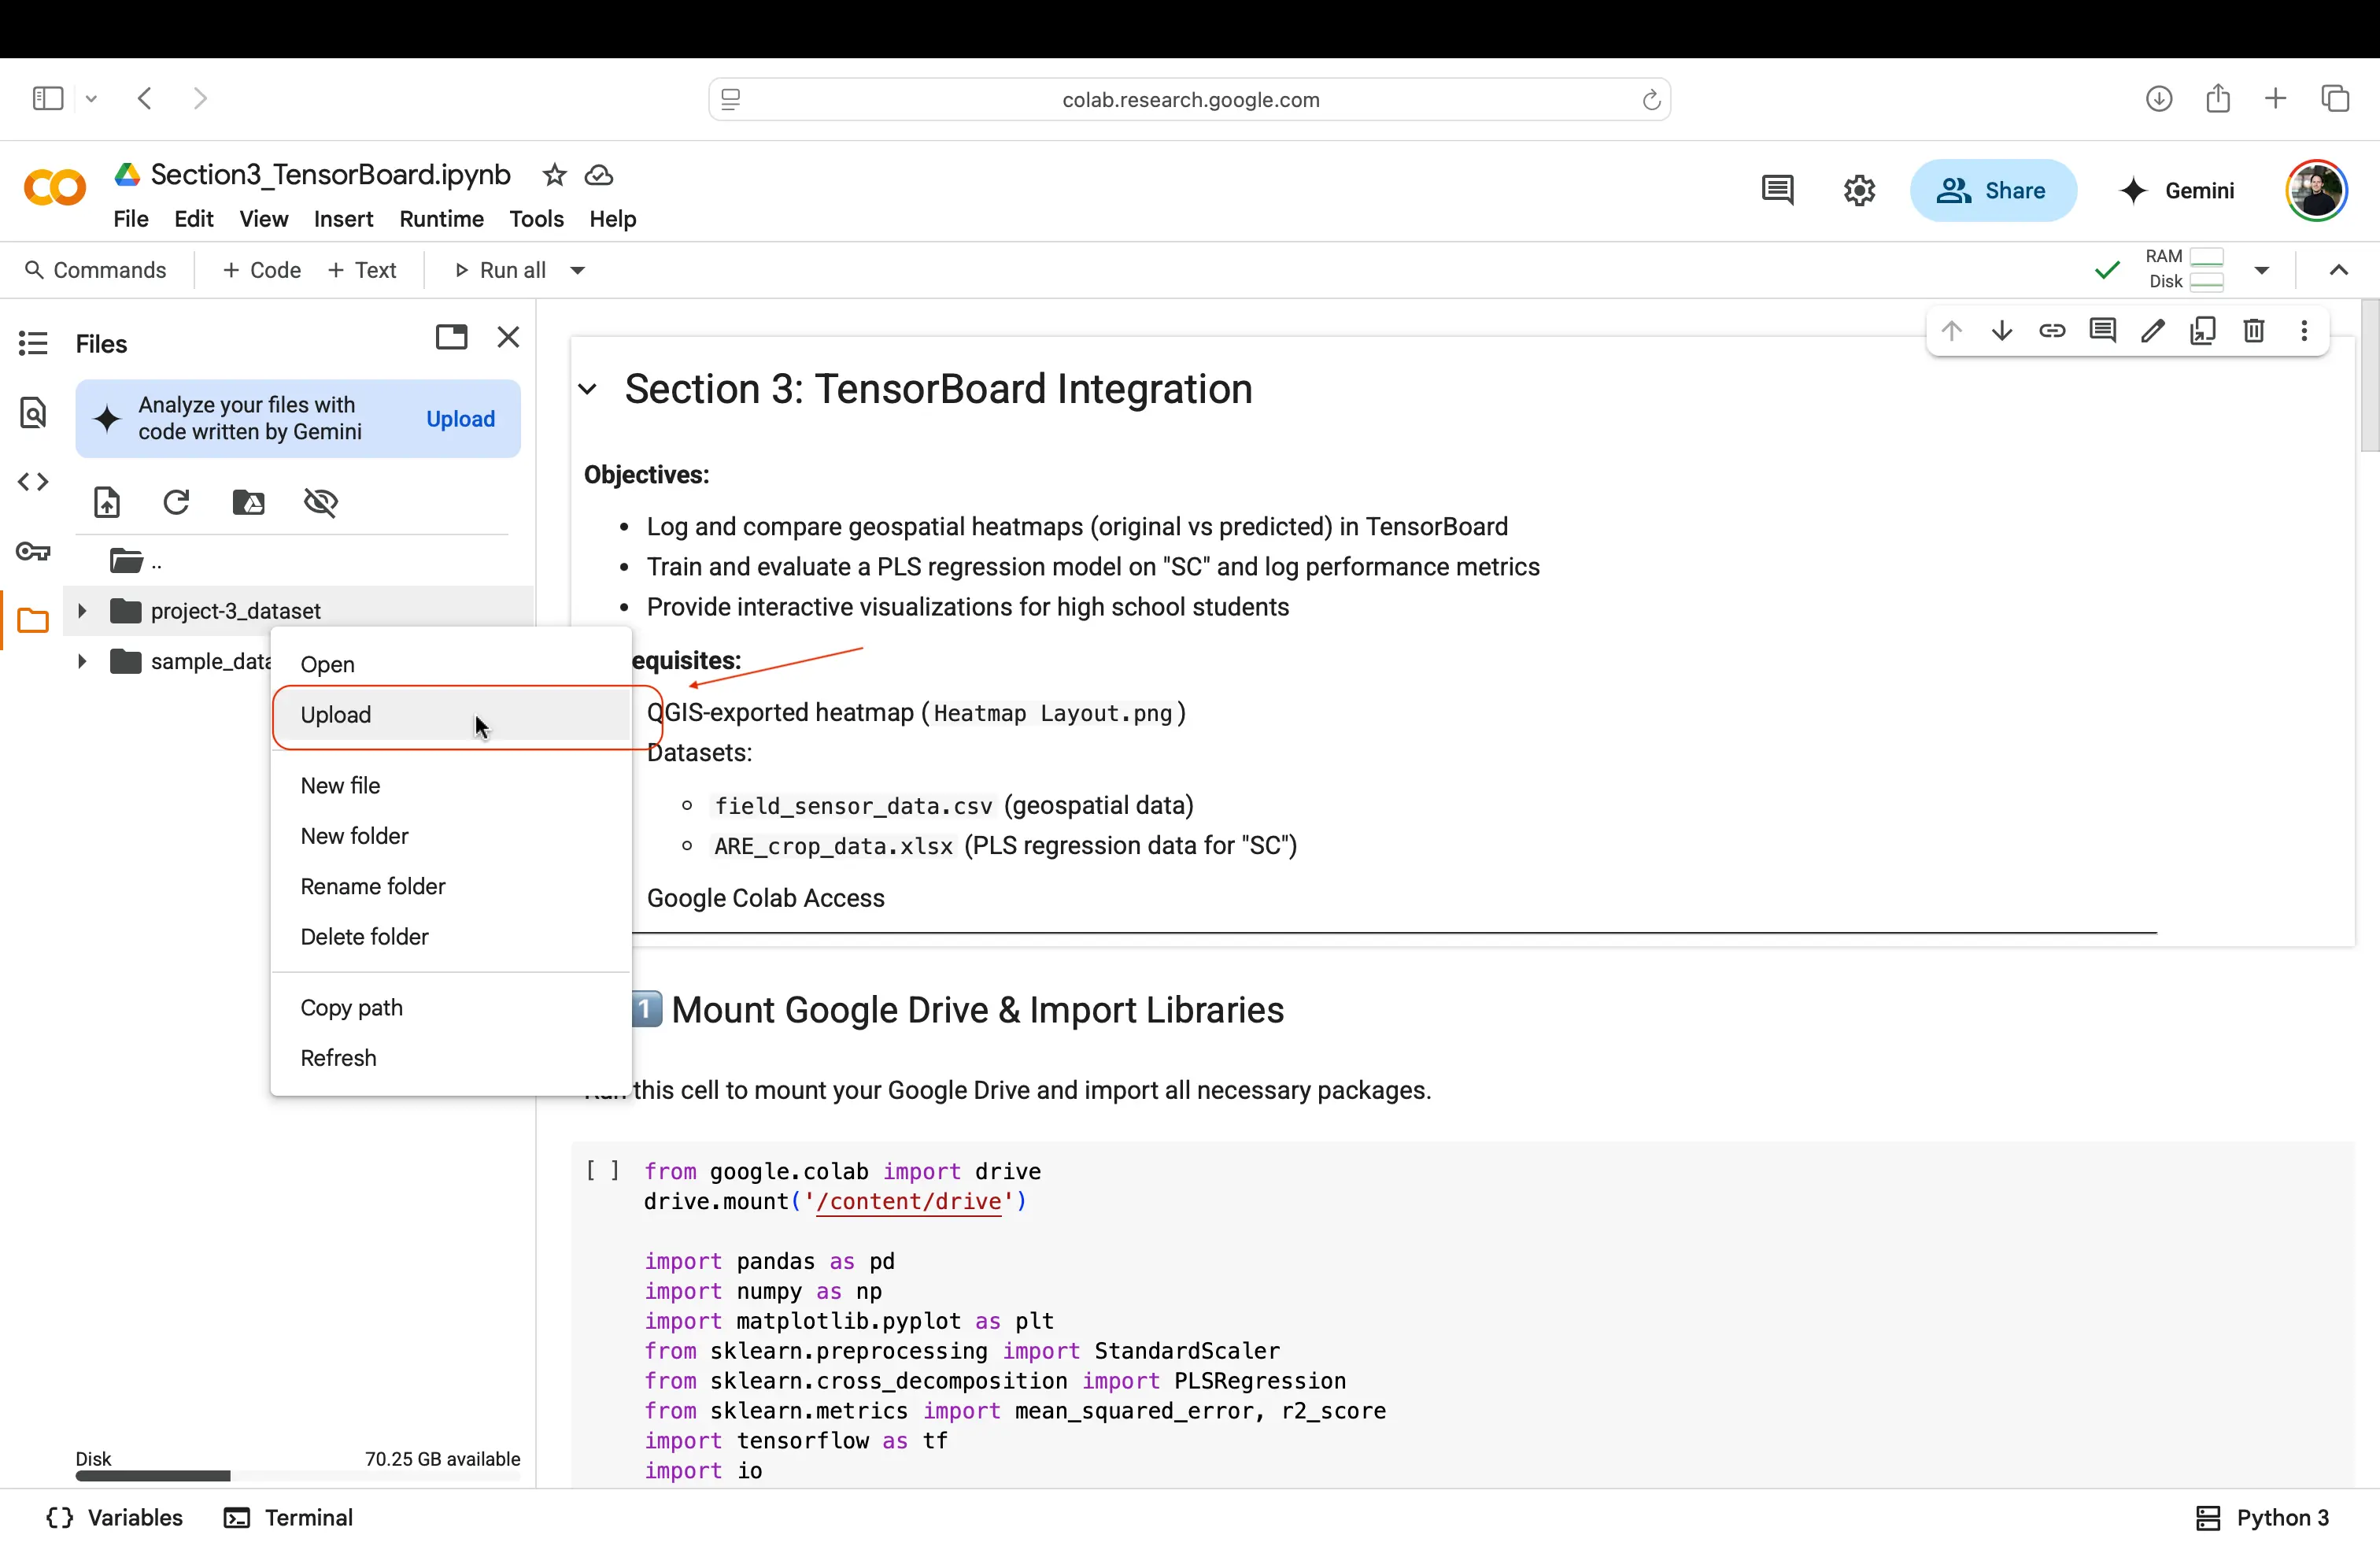 colab.research.google.com
Section3_TensorBoard.ipynb
File Edit View Insert Runtime Tools Help
Share
Gemini
Commands
+ Code + Text
Run all
RAM
Disk
Files
Analyze your files with
code written by Gemini
Upload
..
project-3_dataset
sample_data
Open
Upload
New file
New folder
Rename folder
Delete folder
Copy path
Refresh
Disk
70.25 GB available
Section 3: TensorBoard Integration
Objectives:
• Log and compare geospatial heatmaps (original vs predicted) in TensorBoard
• Train and evaluate a PLS regression model on "SC" and log performance metrics
• Provide interactive visualizations for high school students
equisites:
QGIS-exported heatmap (Heatmap Layout.png)
Datasets:
field_sensor_data.csv (geospatial data)
ARE_crop_data.xlsx (PLS regression data for "SC")
Google Colab Access
1 Mount Google Drive & Import Libraries
this cell to mount your Google Drive and import all necessary packages.
[ ] from google.colab import drive
drive.mount('/content/drive')
import pandas as pd
import numpy as np
import matplotlib.pyplot as plt
from sklearn.preprocessing import StandardScaler
from sklearn.cross_decomposition import PLSRegression
from sklearn.metrics import mean_squared_error, r2_score
import tensorflow as tf
import io
{ } Variables
Terminal
Python 3